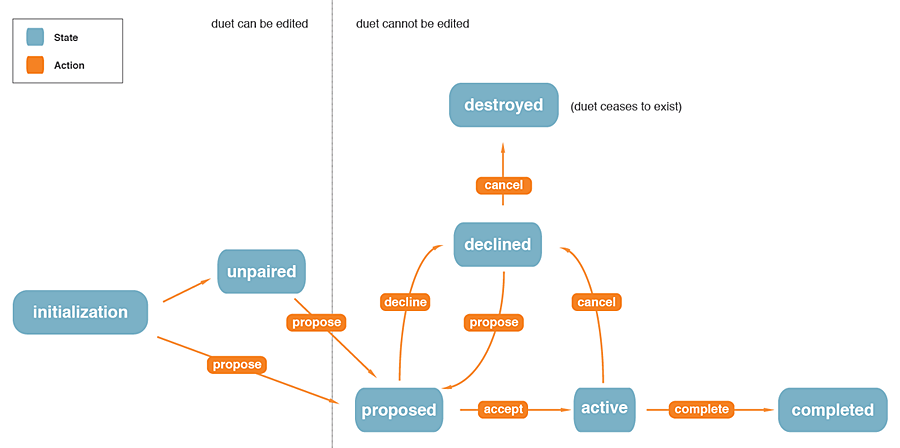 duet can be edited
duet cannot be edited
State
Action
destroyed
(duet ceases to exist)
cancel
declined
unpaired
initialization
decline
propose
cancel
propose
propose
proposed
accept
active
complete
completed